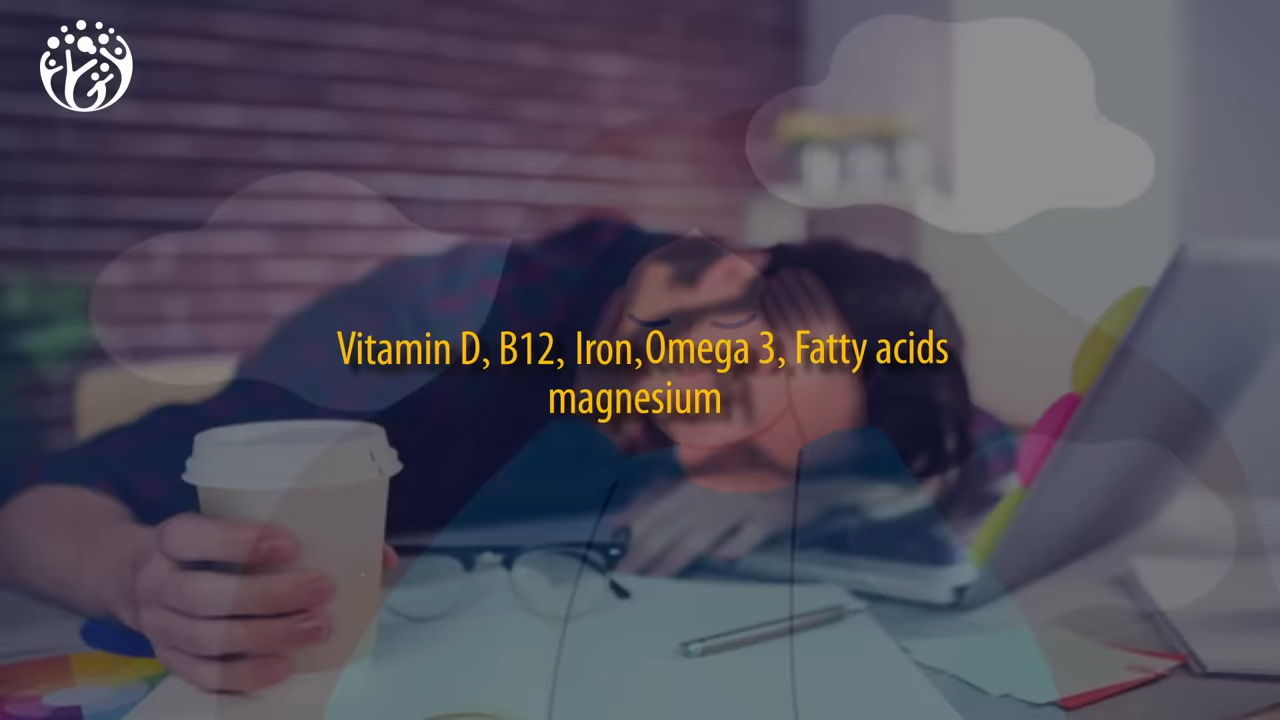 Vitamin D, B12, Iron,Omega 3, Fatty acids
magnesium